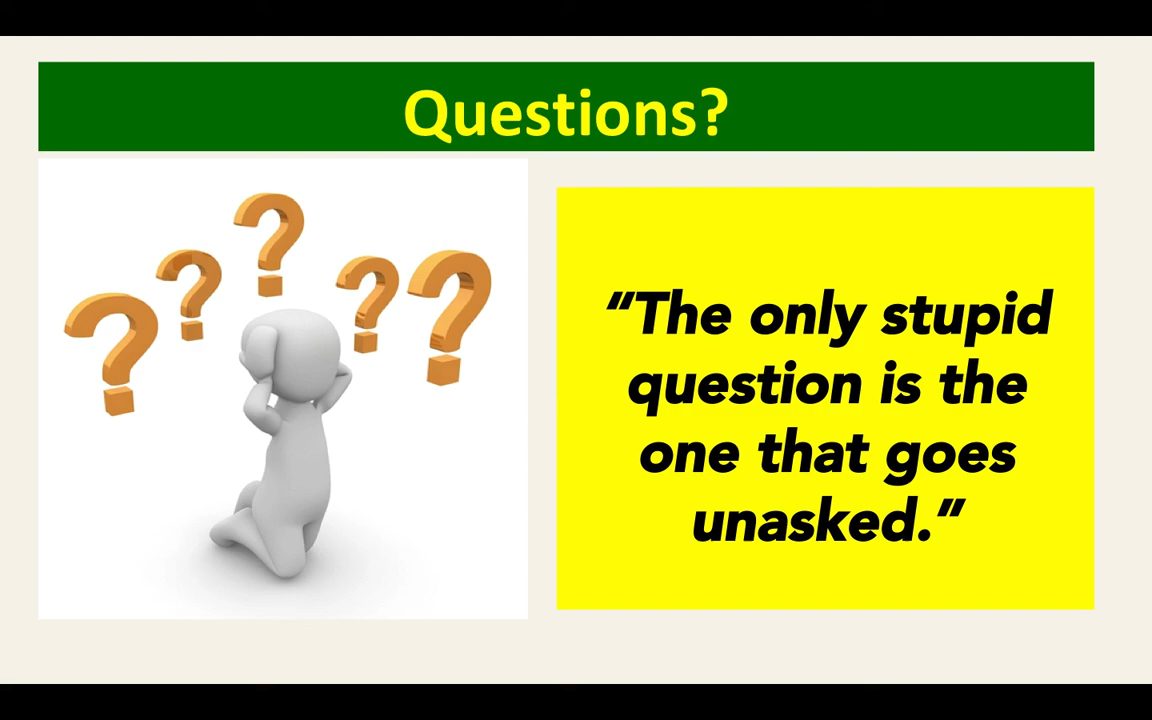 Questions?
“The only stupid
question is the
one that goes
unasked.”